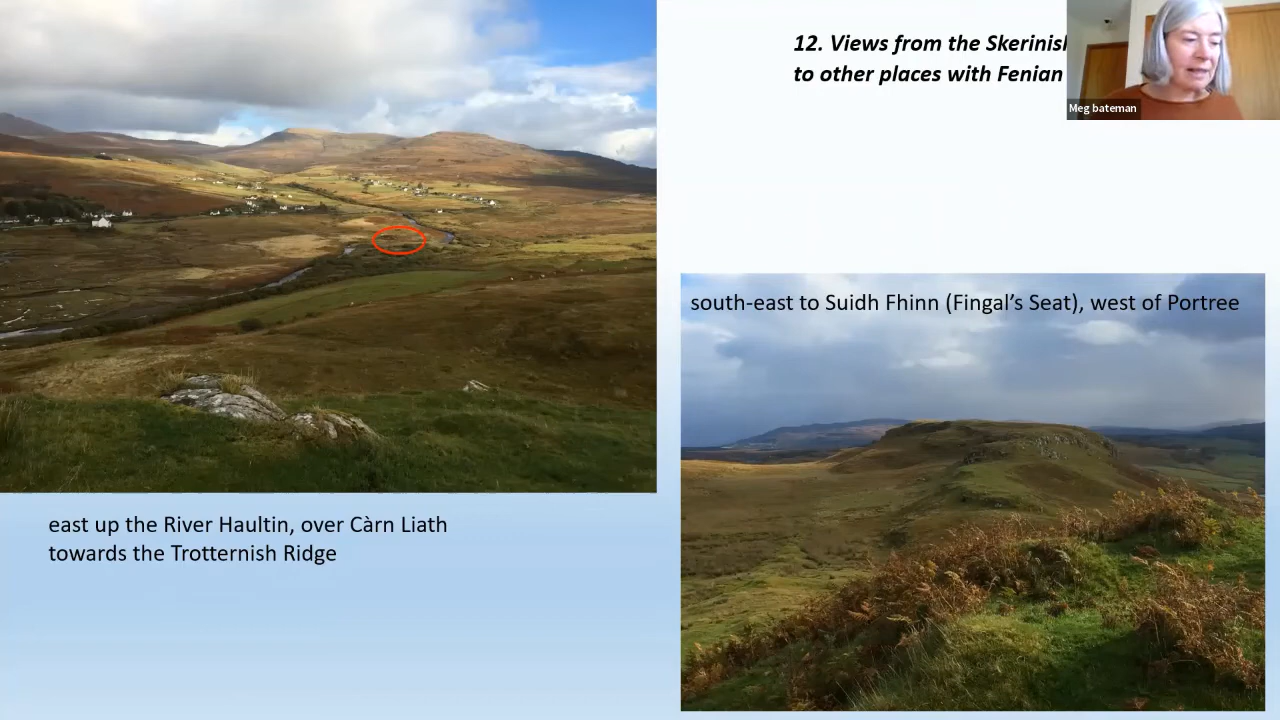 12. Views from the
to other places with Fenian
Meg bateman
south-east to Suidh Fhinn (Fingal’s Seat), west of Portree
east up the River Haultin, over Càrn Liath
towards the Trotternish Ridge